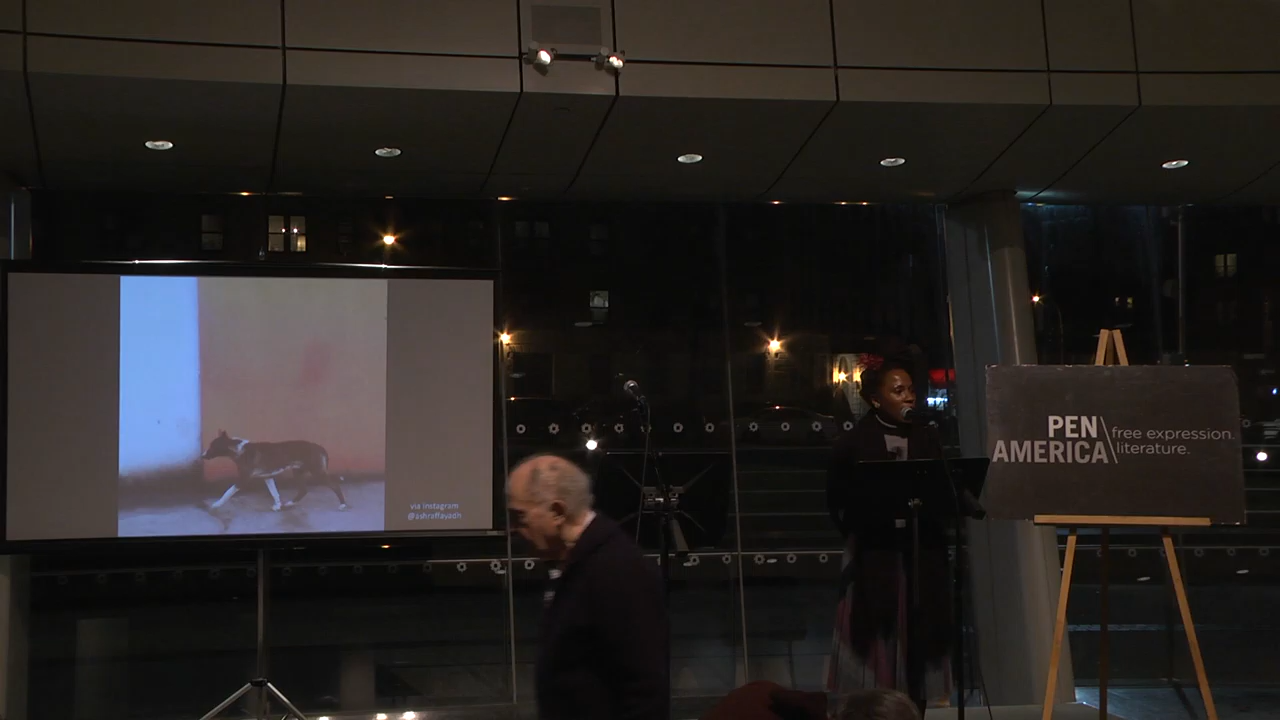 via instagram
@ashraffayadh
PEN
AMERICA
free expression.
literature.